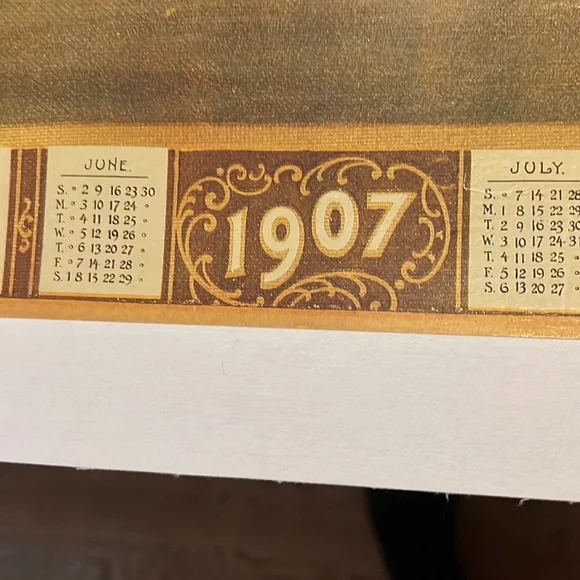 JUNE.
S. ◦ 2 9 16 23 30
M. ◦ 3 10 17 24 ◦
T. ◦ 4 11 18 25 ◦
W. ◦ 5 12 19 26 ◦
T. ◦ 6 13 20 27 ◦
F. ◦ 7 14 21 28 ◦
S. 1 8 15 22 29 ◦
1907
JULY.
S. ◦ 7 14 21 28
M. 1 8 15 22 29
T. 2 9 16 23 30
W. 3 10 17 24 31
T. 4 11 18 25 ◦
F. 5 12 19 26 ◦
S. 6 13 20 27 ◦